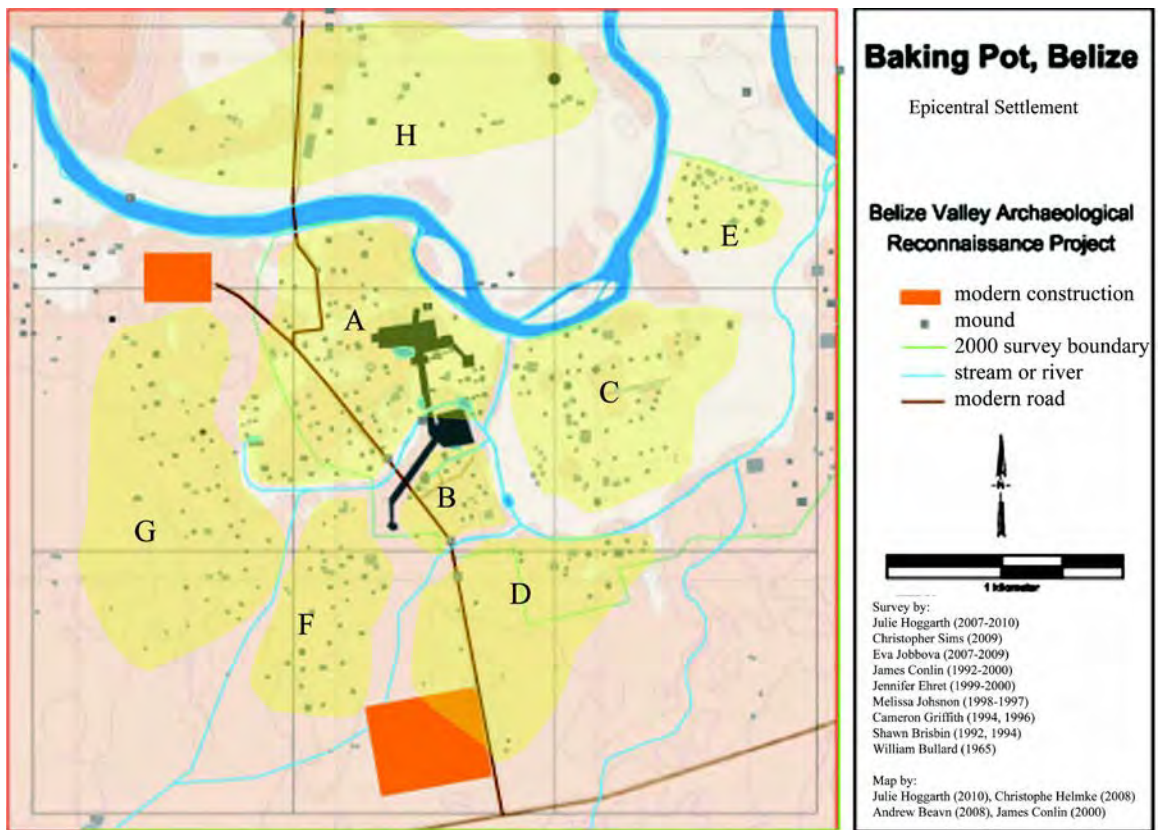 H
E
A
C
B
G
D
F
Baking Pot, Belize
Epicentral Settlement
Belize Valley Archaeological
Reconnaissance Project
modern construction
mound
2000 survey boundary
stream or river
modern road
N
1 kilometer
Survey by:
Julie Hoggarth (2007-2010)
Christopher Sims (2009)
Eva Jobbova (2007-2009)
James Conlin (1992-2000)
Jennifer Ehret (1999-2000)
Melissa Johsnon (1998-1997)
Cameron Griffith (1994, 1996)
Shawn Brisbin (1992, 1994)
William Bullard (1965)
Map by:
Julie Hoggarth (2010), Christophe Helmke (2008)
Andrew Beavn (2008), James Conlin (2000)